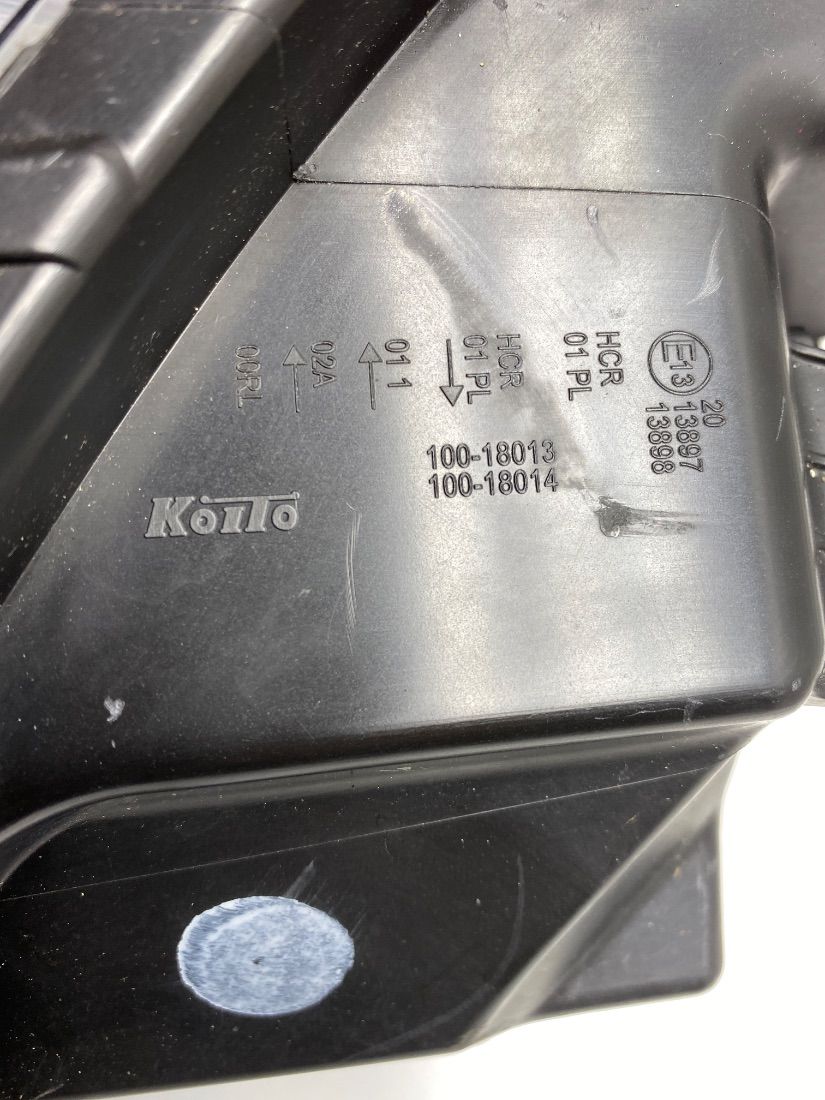 E13
20
13897
13898
HCR
01 PL
HCR
01 PL
←
01 1
→
02A
→
00RL
100-18013
100-18014
KoiTo